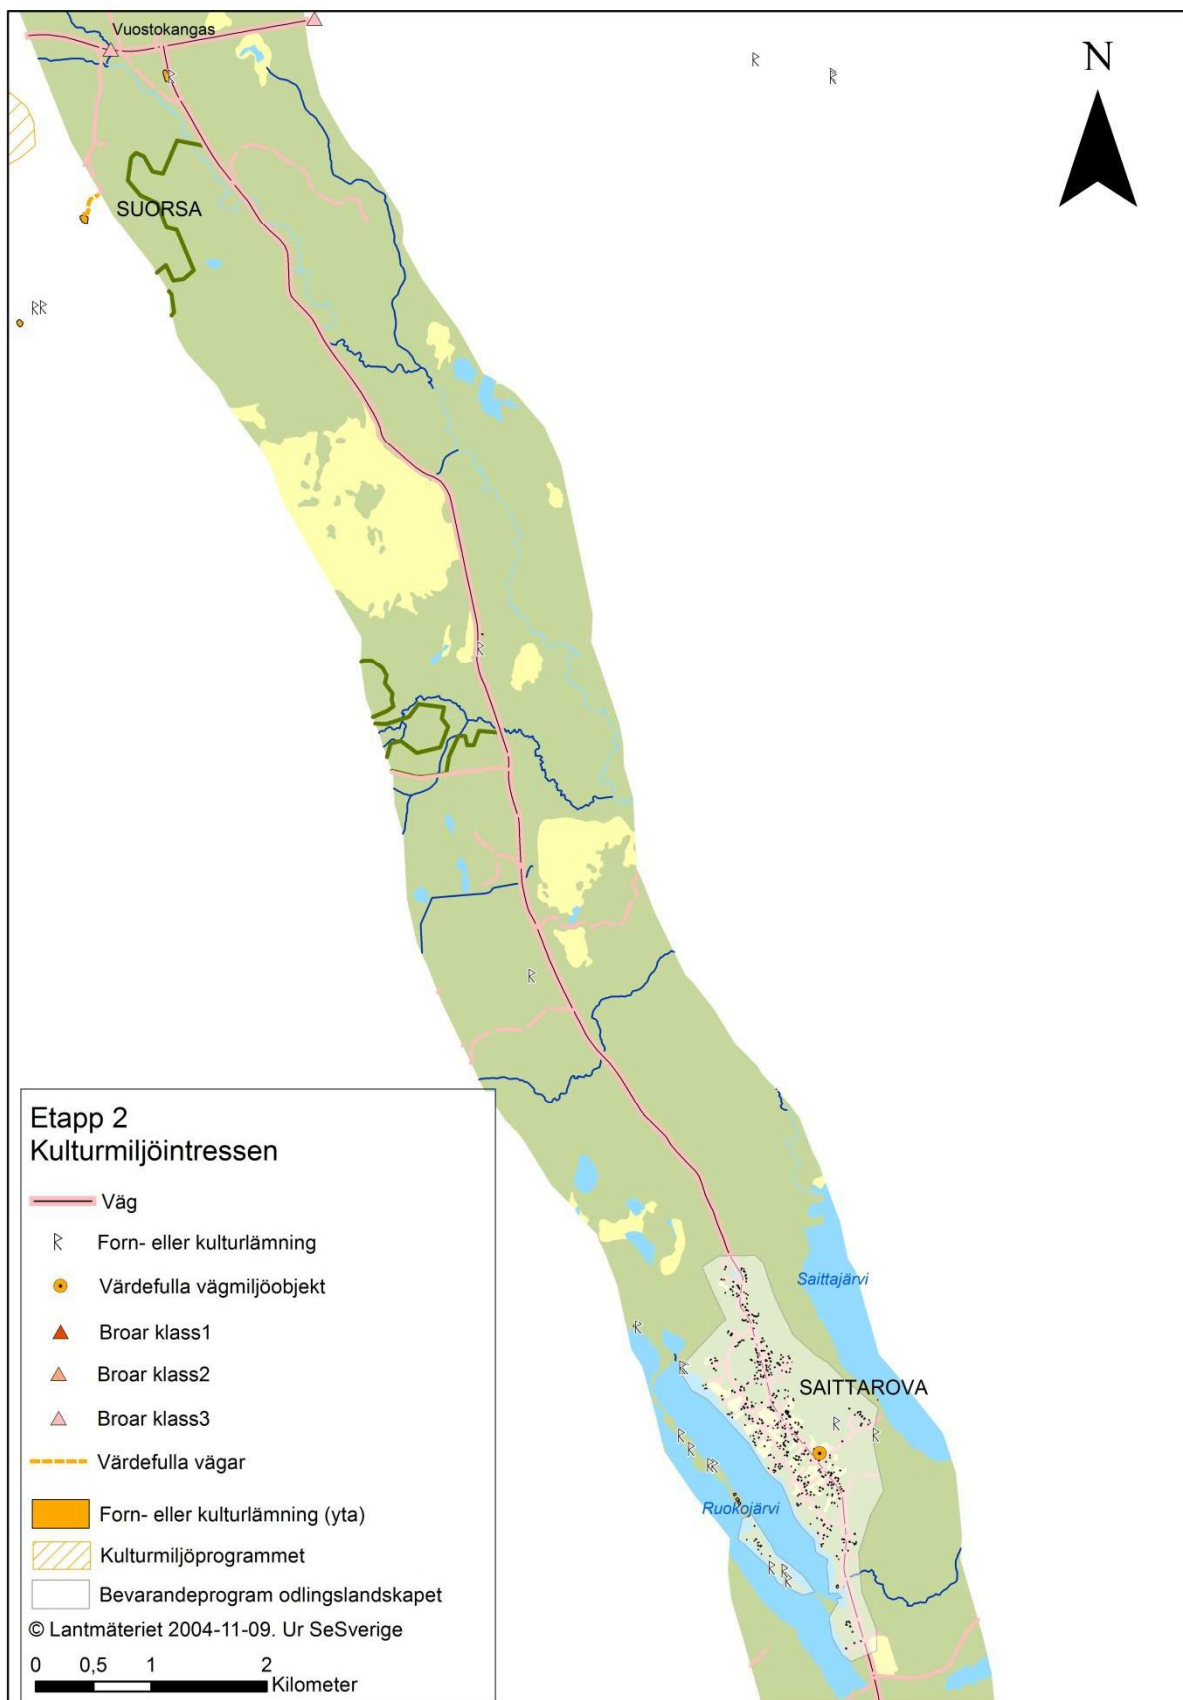 Vuostokangas
N
SUORSA
Saittajärvi
SAITTAROVA
Ruokojärvi
Etapp 2
Kulturmiljöintressen
Väg
Forn- eller kulturlämning
Värdefulla vägmiljöobjekt
Broar klass1
Broar klass2
Broar klass3
Värdefulla vägar
Forn- eller kulturlämning (yta)
Kulturmiljöprogrammet
Bevarandeprogram odlingslandskapet
© Lantmäteriet 2004-11-09. Ur SeSverige
0 0,5 1 2
Kilometer